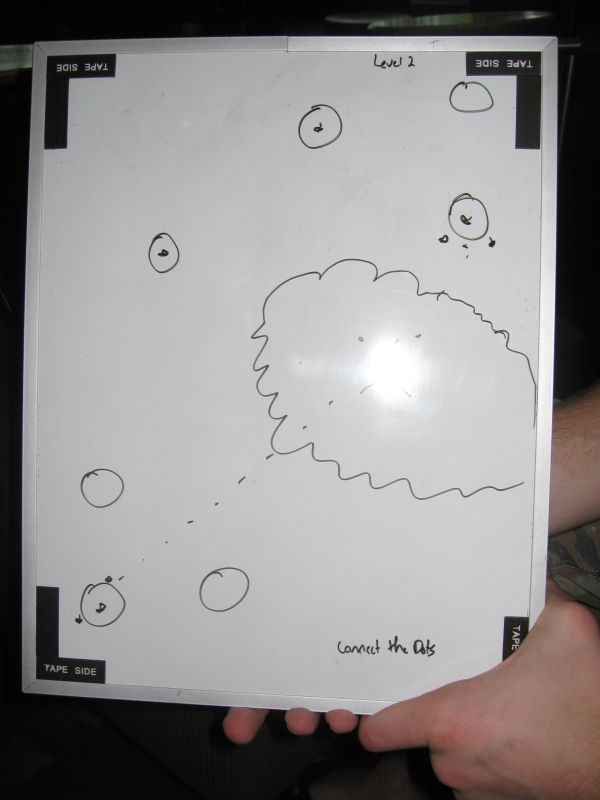 TAPE SIDE
Level 2
TAPE SIDE
Connect the Dots
TAPE
TAPE SIDE